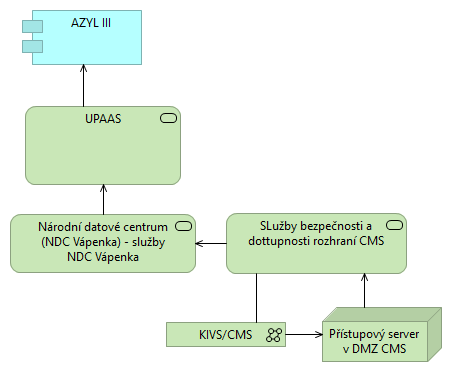 AZYL III
UPAAS
Národní datové centrum
(NDC Vápenka) - služby
NDC Vápenka
SLužby bezpečnosti a
dottupnosti rozhraní CMS
KIVS/CMS
Přístupový server
v DMZ CMS